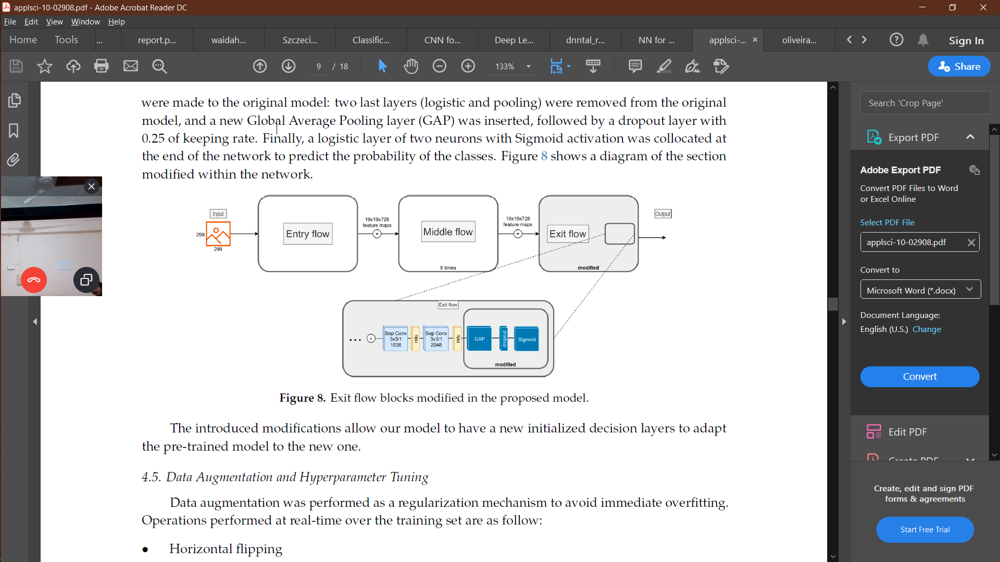 applsci-10-02908.pdf - Adobe Acrobat Reader DC
File Edit View Window Help
Home Tools ... report.p... waidah... Szczeci... Classific... CNN fo... Deep Le... dnntal_r... NN for ... applsci-... × oliveira... Sign In
9 / 18 133% Share
were made to the original model: two last layers (logistic and pooling) were removed from the original
model, and a new Global Average Pooling layer (GAP) was inserted, followed by a dropout layer with
0.25 of keeping rate. Finally, a logistic layer of two neurons with Sigmoid activation was collocated at
the end of the network to predict the probability of the classes. Figure 8 shows a diagram of the section
modified within the network.
Input
299
299
Entry flow
19x19x728
feature maps
+
Middle flow
8 times
19x19x728
feature maps
+
Exit flow
modified
Output
Exit flow
...
+
Sep Conv
3x3/1
1536
relu
Sep Conv
3x3/1
2048
relu
GAP
dropout
Sigmoid
modified
Figure 8. Exit flow blocks modified in the proposed model.
The introduced modifications allow our model to have a new initialized decision layers to adapt
the pre-trained model to the new one.
4.5. Data Augmentation and Hyperparameter Tuning
Data augmentation was performed as a regularization mechanism to avoid immediate overfitting.
Operations performed at real-time over the training set are as follow:
• Horizontal flipping
Search 'Crop Page'
Export PDF
Adobe Export PDF
Convert PDF Files to Word
or Excel Online
Select PDF File
applsci-10-02908.pdf
Convert to
Microsoft Word (*.docx)
Document Language:
English (U.S.) Change
Convert
Edit PDF
Create PDF
Create, edit and sign PDF
forms & agreements
Start Free Trial